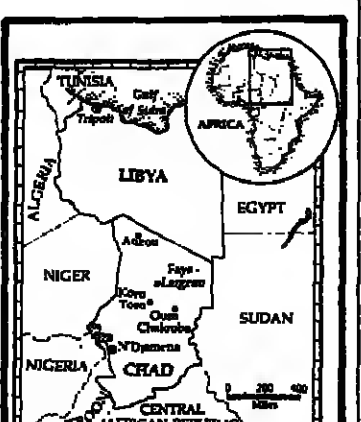 TUNISIA
Gulf
of Sidra
Tripoli
AFRICA
ALGERIA
LIBYA
EGYPT
NIGER
Faya-
Largeau
Koro
Toro
Oum
Chalouba
SUDAN
N'Djamena
NIGERIA
CHAD
0 200 400
Miles
CENTRAL